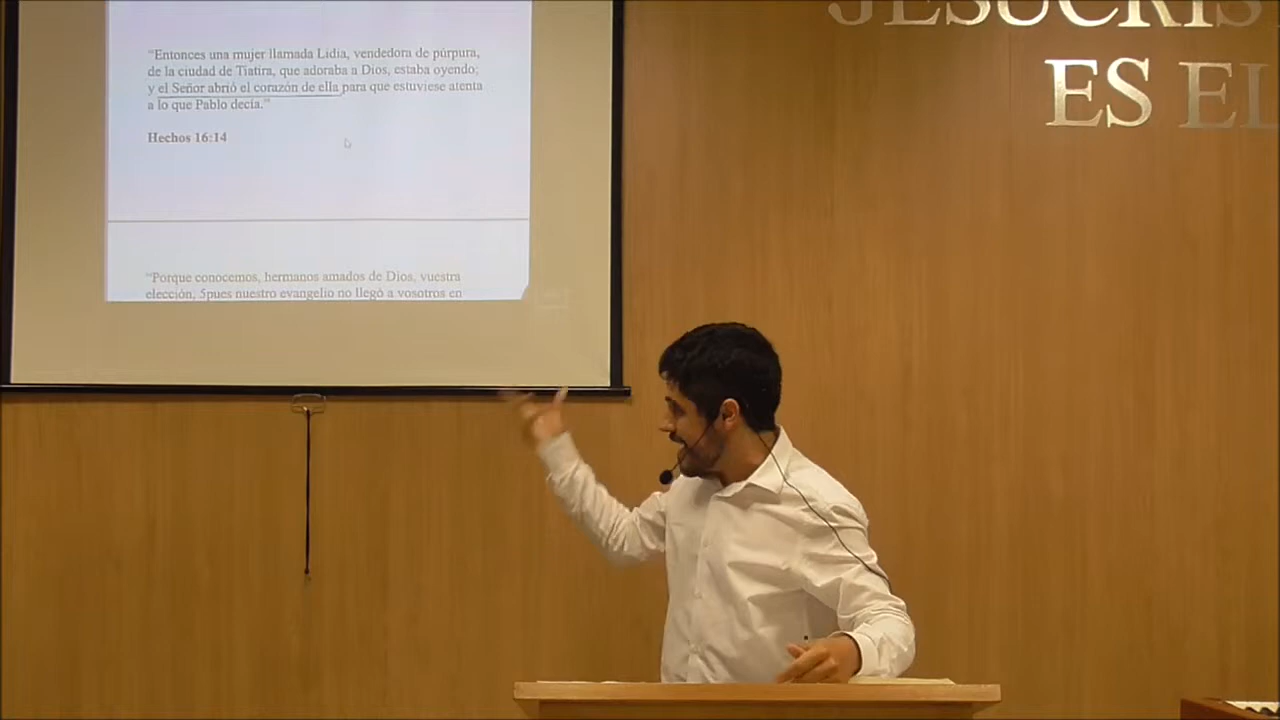 “Entonces una mujer llamada Lidia, vendedora de púrpura,
de la ciudad de Tiatira, que adoraba a Dios, estaba oyendo;
y el Señor abrió el corazón de ella para que estuviese atenta
a lo que Pablo decía.”
Hechos 16:14
“Porque conocemos, hermanos amados de Dios, vuestra
elección, 5pues nuestro evangelio no llegó a vosotros en
JESUCRIS
ES EL